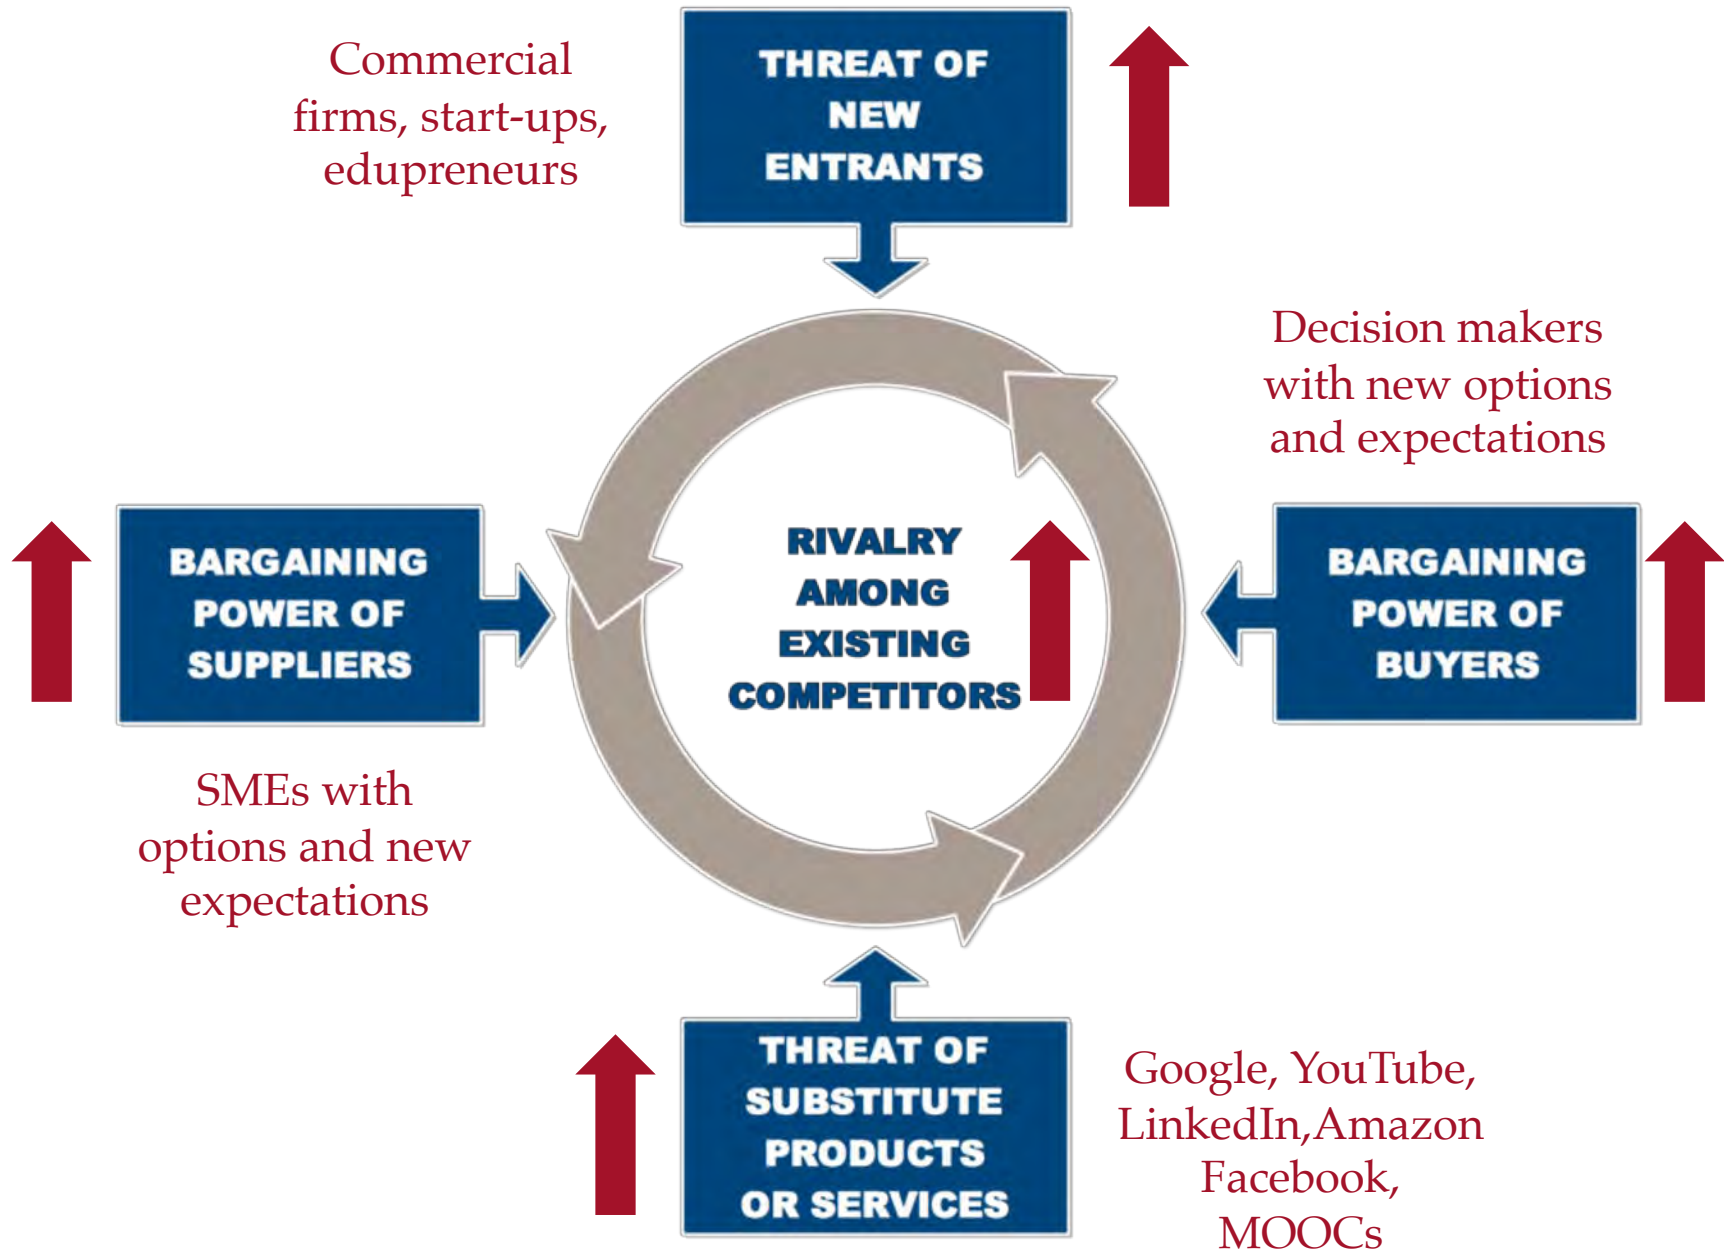 Commercial
firms, start-ups,
edupreneurs
THREAT OF
NEW
ENTRANTS
Decision makers
with new options
and expectations
BARGAINING
POWER OF
SUPPLIERS
RIVALRY
AMONG
EXISTING
COMPETITORS
BARGAINING
POWER OF
BUYERS
SMEs with
options and new
expectations
THREAT OF
SUBSTITUTE
PRODUCTS
OR SERVICES
Google, YouTube,
LinkedIn,Amazon
Facebook,
MOOCs